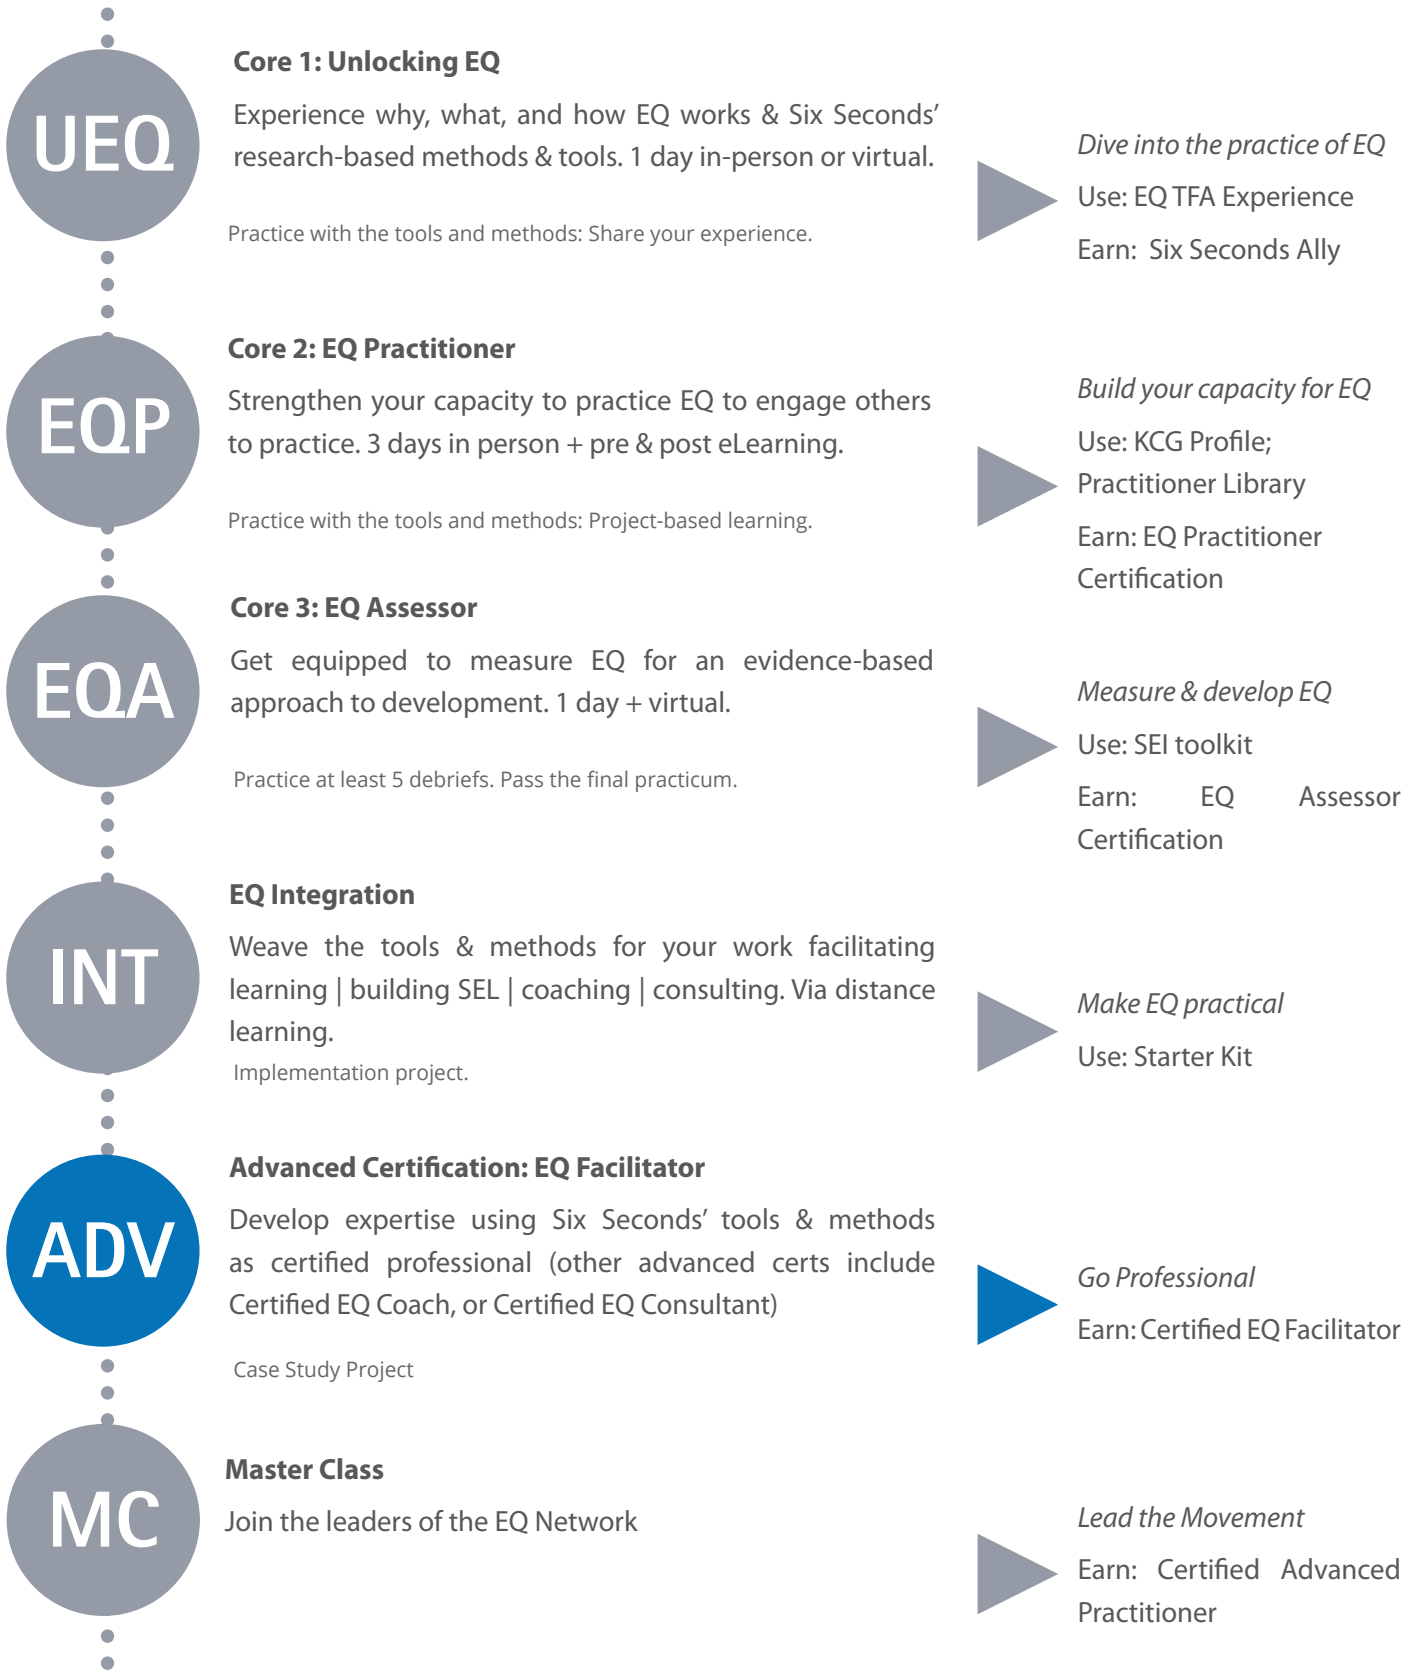 UEQ
Core 1: Unlocking EQ
Experience why, what, and how EQ works & Six Seconds’
research-based methods & tools. 1 day in-person or virtual.
Practice with the tools and methods: Share your experience.
Dive into the practice of EQ
Use: EQ TFA Experience
Earn: Six Seconds Ally
EQP
Core 2: EQ Practitioner
Strengthen your capacity to practice EQ to engage others
to practice. 3 days in person + pre & post eLearning.
Practice with the tools and methods: Project-based learning.
Build your capacity for EQ
Use: KCG Profile;
Practitioner Library
Earn: EQ Practitioner
Certification
EQA
Core 3: EQ Assessor
Get equipped to measure EQ for an evidence-based
approach to development. 1 day + virtual.
Practice at least 5 debriefs. Pass the final practicum.
Measure & develop EQ
Use: SEI toolkit
Earn: EQ Assessor
Certification
INT
EQ Integration
Weave the tools & methods for your work facilitating
learning | building SEL | coaching | consulting. Via distance
learning.
Implementation project.
Make EQ practical
Use: Starter Kit
ADV
Advanced Certification: EQ Facilitator
Develop expertise using Six Seconds’ tools & methods
as certified professional (other advanced certs include
Certified EQ Coach, or Certified EQ Consultant)
Case Study Project
Go Professional
Earn: Certified EQ Facilitator
MC
Master Class
Join the leaders of the EQ Network
Lead the Movement
Earn: Certified Advanced
Practitioner